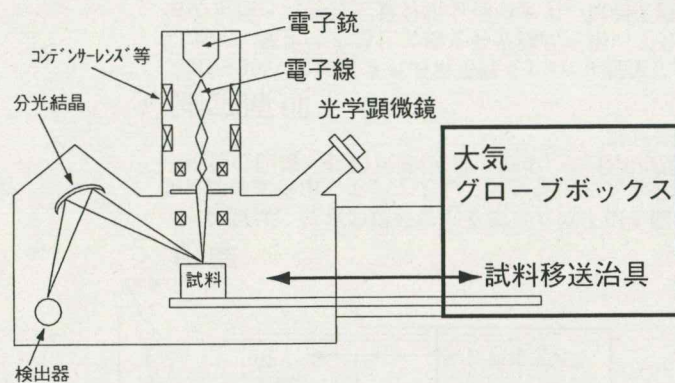 電子銃
コンデンサーレンズ等
電子線
分光結晶
光学顕微鏡
大気
グローブボックス
試料
試料移送治具
検出器